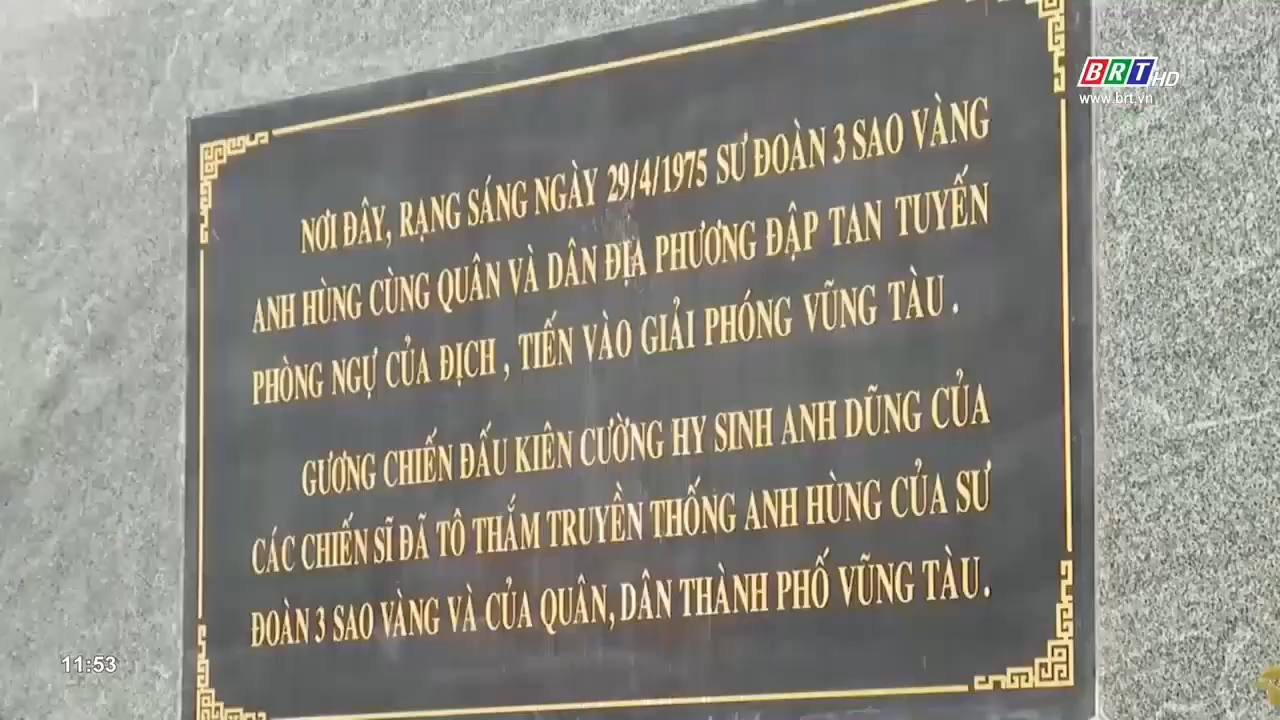 BRT HD
www.brt.vn
NƠI ĐÂY, RẠNG SÁNG NGÀY 29/4/1975 SƯ ĐOÀN 3 SAO VÀNG
ANH HÙNG CÙNG QUÂN VÀ DÂN ĐỊA PHƯƠNG ĐẬP TAN TUYẾN
PHÒNG NGỰ CỦA ĐỊCH , TIẾN VÀO GIẢI PHÓNG VŨNG TÀU .
GƯƠNG CHIẾN ĐẤU KIÊN CƯỜNG HY SINH ANH DŨNG CỦA
CÁC CHIẾN SĨ ĐÃ TÔ THẮM TRUYỀN THỐNG ANH HÙNG CỦA SƯ
ĐOÀN 3 SAO VÀNG VÀ CỦA QUÂN, DÂN THÀNH PHỐ VŨNG TÀU.
11:53